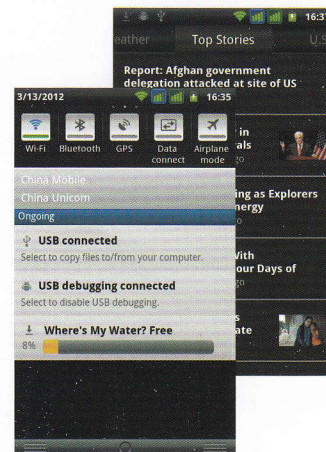 16:37
eather Top Stories U.S
Report: Afghan government
delegation attacked at site of US
in
als
go
ing as Explorers
nergy
o
With
our Days of
go
s
ate
3/13/2012 16:35
Wi-Fi Bluetooth GPS Data connect Airplane mode
China Mobile
China Unicom
Ongoing
USB connected
Select to copy files to/from your computer.
USB debugging connected
Select to disable USB debugging.
Where's My Water? Free
8%